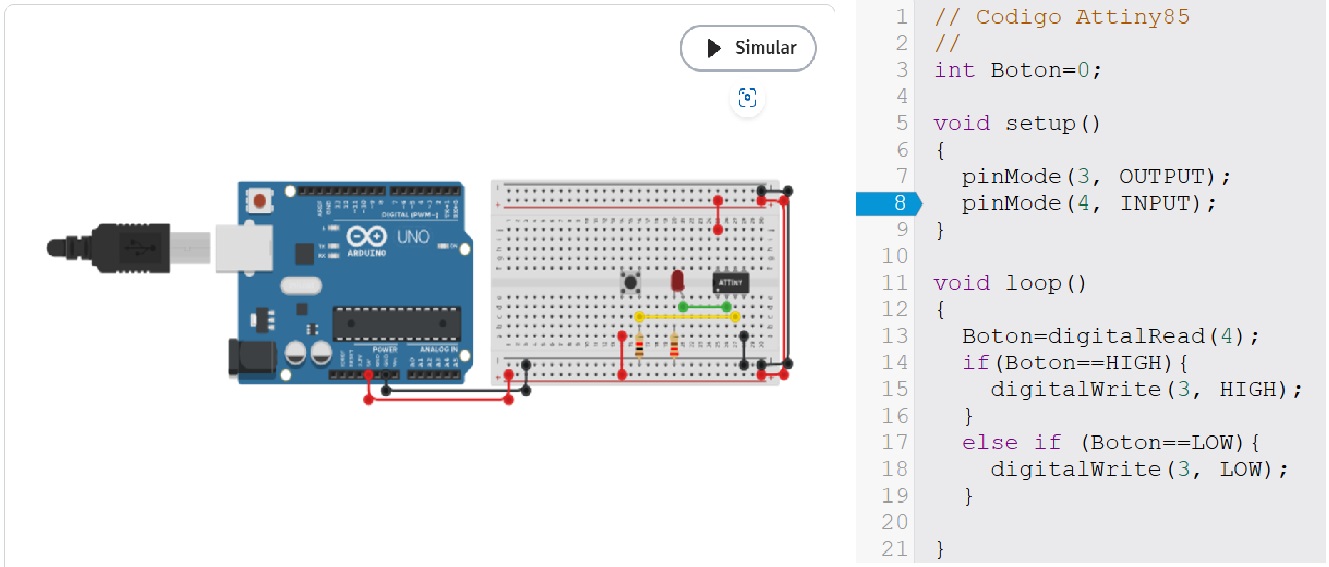 Simular
DIGITAL (PWM~)
UNO
ARDUINO
ON
POWER
ANALOG IN
ATTINY
1 // Codigo Attiny85
2 //
3 int Boton=0;
4
5 void setup()
6 {
7 pinMode(3, OUTPUT);
8 pinMode(4, INPUT);
9 }
10
11 void loop()
12 {
13 Boton=digitalRead(4);
14 if(Boton==HIGH){
15 digitalWrite(3, HIGH);
16 }
17 else if (Boton==LOW){
18 digitalWrite(3, LOW);
19 }
20
21 }